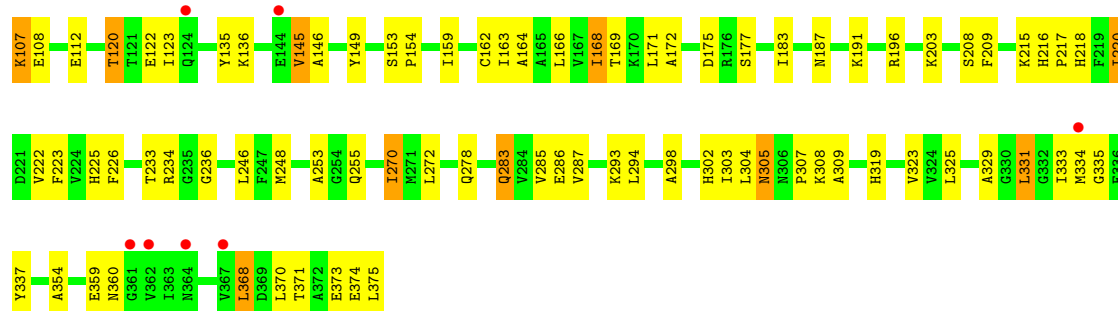 K107 E108 E112 T120 T121 E122 I123 Q124 Y135 K136 E144 V145 A146 Y149 S153 P154 I159 C162 I163 A164 A165 L166 V167 I168 T169 K170 L171 A172 D175 R176 S177 I183 N187 K191 R196 K203 S208 F209 K215 H216 P217 H218 F219
D221 V222 F223 V224 H225 F226 T233 R234 G235 G236 L246 F247 M248 A253 G254 Q255 I270 M271 L272 Q278 Q283 V284 V285 E286 V287 K293 L294 A298 H302 I303 L304 N305 N306 P307 K308 A309 H319 V323 V324 L325 A329 G330 L331 G332 I333 M334 G335
Y337 A354 E359 N360 G361 V362 I363 N364 V367 L368 D369 L370 T371 A372 E373 E374 L375